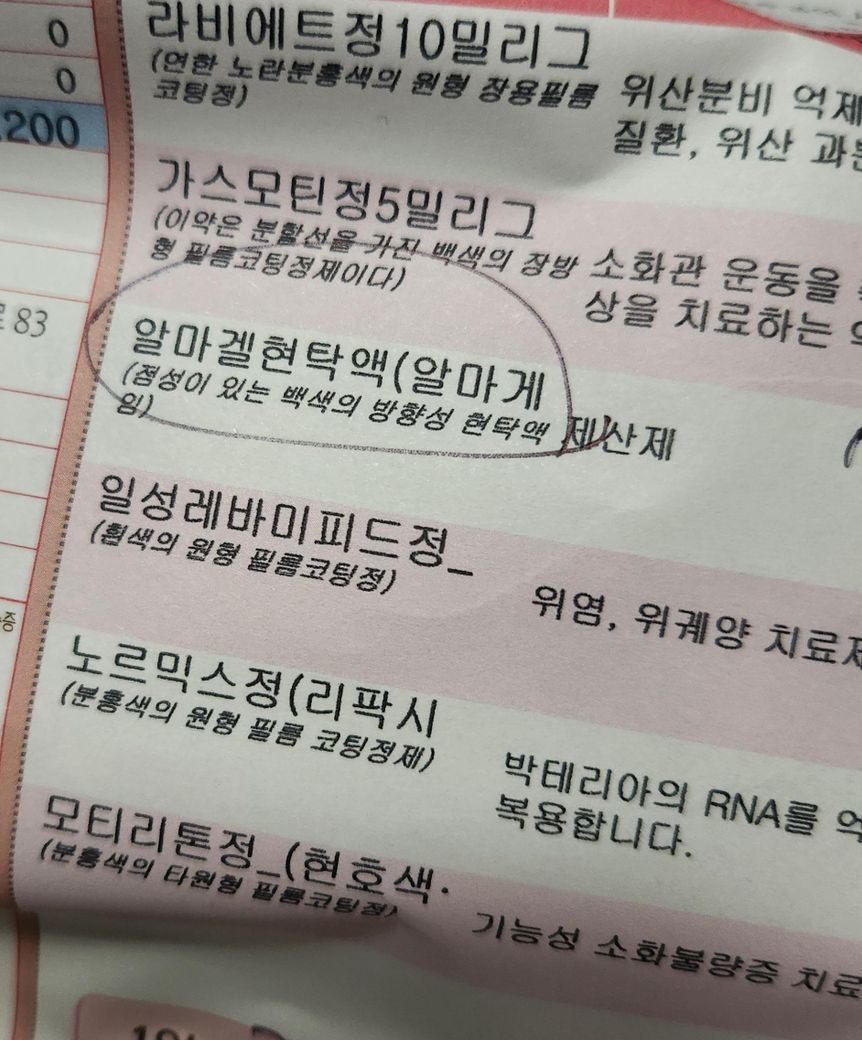 0
0
,200
83
라비에트정10밀리그
(연한 노란분홍색의 원형 장용필름
코팅정)
위산분비 억제
질환, 위산 과
가스모틴정5밀리그
(이약은 분할선을 가진 백색의 장방
형 필름코팅정제이다)
소화관 운동을
상을 치료하는
알마겔현탁액(알마게
(점성이 있는 백색의 방향성 현탁액
임)
제산제
일성레바미피드정_
(흰색의 원형 필름코팅정)
위염, 위궤양 치료제
노르믹스정(리팍시
(분홍색의 원형 필름 코팅정제)
박테리아의 RNA를 억
복용합니다.
모티리톤정_(현호색·
(분홍색의 타원형 필름코팅정)
기능성 소화불량증 치료